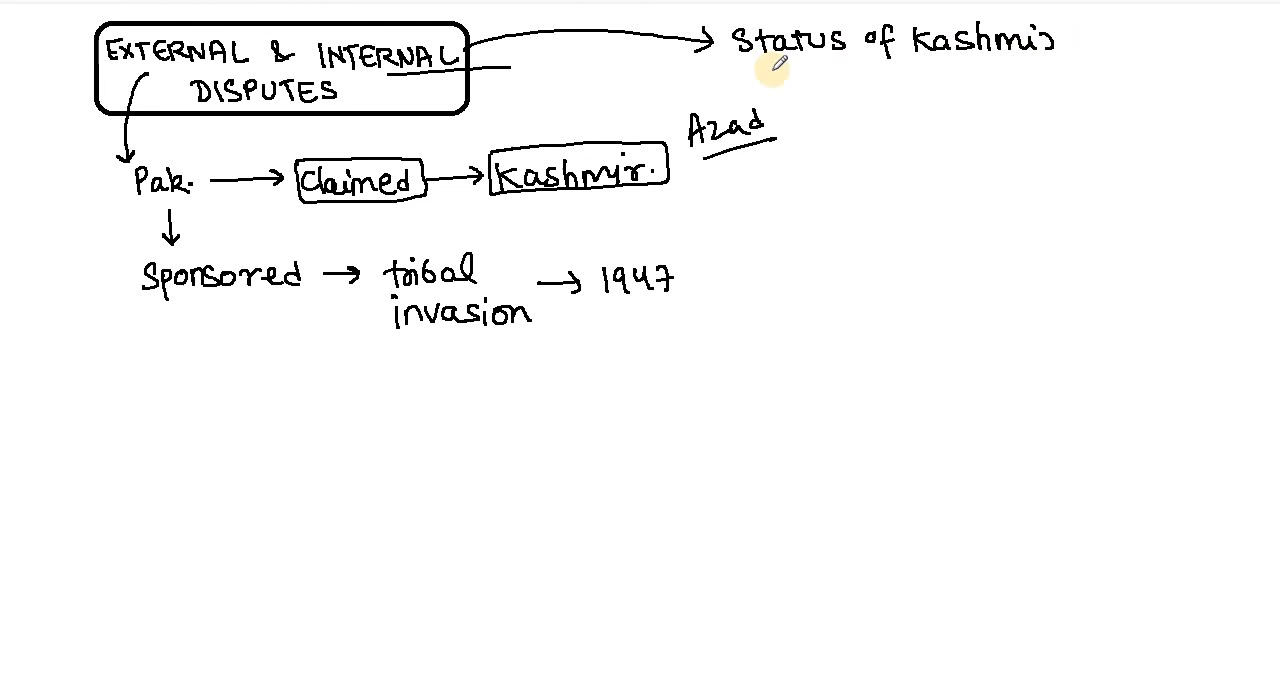 EXTERNAL & INTERNAL
DISPUTES
Status of Kashmir
Azad
Pak. → Claimed → Kashmir.
Sponsored → tribal
invasion → 1947